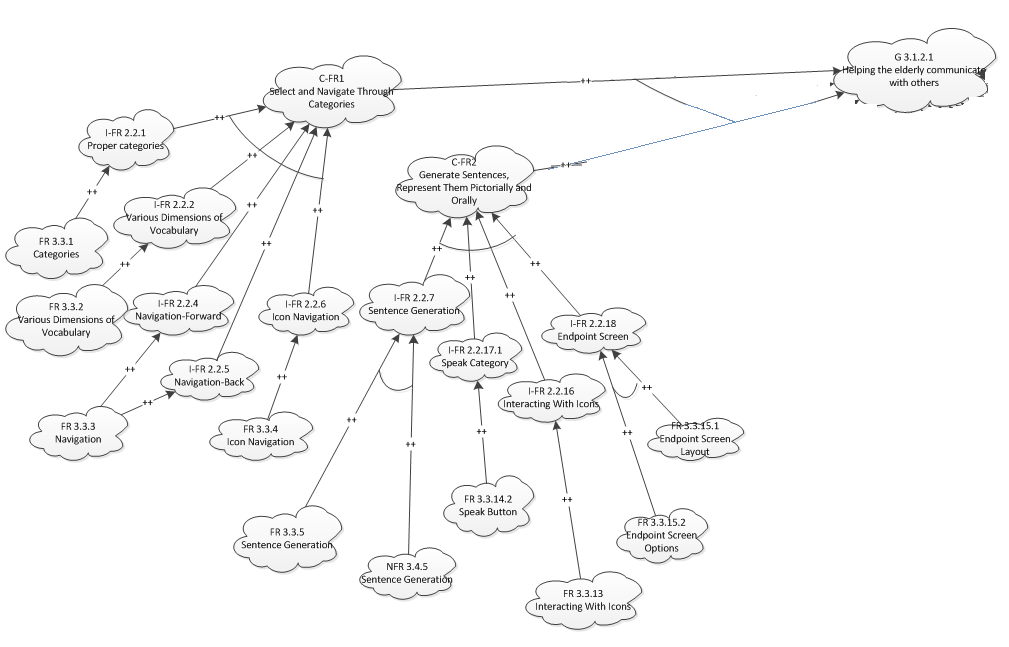 G 3.1.2.1
Helping the elderly communicate
with others
C-FR1
Select and Navigate Through
Categories
++
++
I-FR 2.2.1
Proper categories
++
C-FR2
Generate Sentences,
Represent Them Pictorially and
Orally
++
++
I-FR 2.2.2
Various Dimensions of
Vocabulary
++
++
FR 3.3.1
Categories
++
++
++
++
++
++
I-FR 2.2.4
Navigation-Forward
I-FR 2.2.6
Icon Navigation
I-FR 2.2.7
Sentence Generation
++
FR 3.3.2
Various Dimensions of
Vocabulary
I-FR 2.2.18
Endpoint Screen
I-FR 2.2.17.1
Speak Category
++
I-FR 2.2.5
Navigation-Back
++
++
I-FR 2.2.16
Interacting With Icons
++
++
FR 3.3.3
Navigation
FR 3.3.4
Icon Navigation
++
++
++
++
FR 3.3.15.1
Endpoint Screen
Layout
FR 3.3.14.2
Speak Button
++
FR 3.3.5
Sentence Generation
FR 3.3.15.2
Endpoint Screen
Options
NFR 3.4.5
Sentence Generation
FR 3.3.13
Interacting With Icons